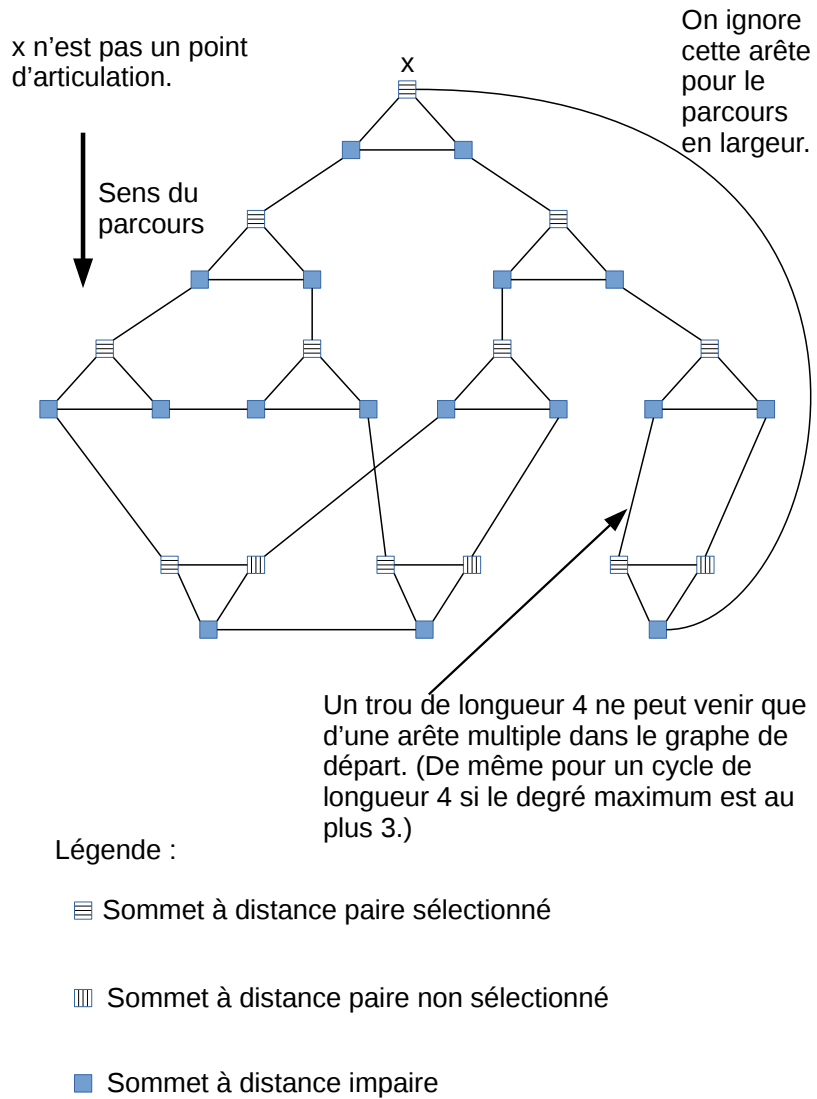 x n’est pas un point
d’articulation.
x
On ignore
cette arête
pour le
parcours
en largeur.
Sens du
parcours
Un trou de longueur 4 ne peut venir que
d’une arête multiple dans le graphe de
départ. (De même pour un cycle de
longueur 4 si le degré maximum est au
plus 3.)
Légende :
Sommet à distance paire sélectionné
Sommet à distance paire non sélectionné
Sommet à distance impaire